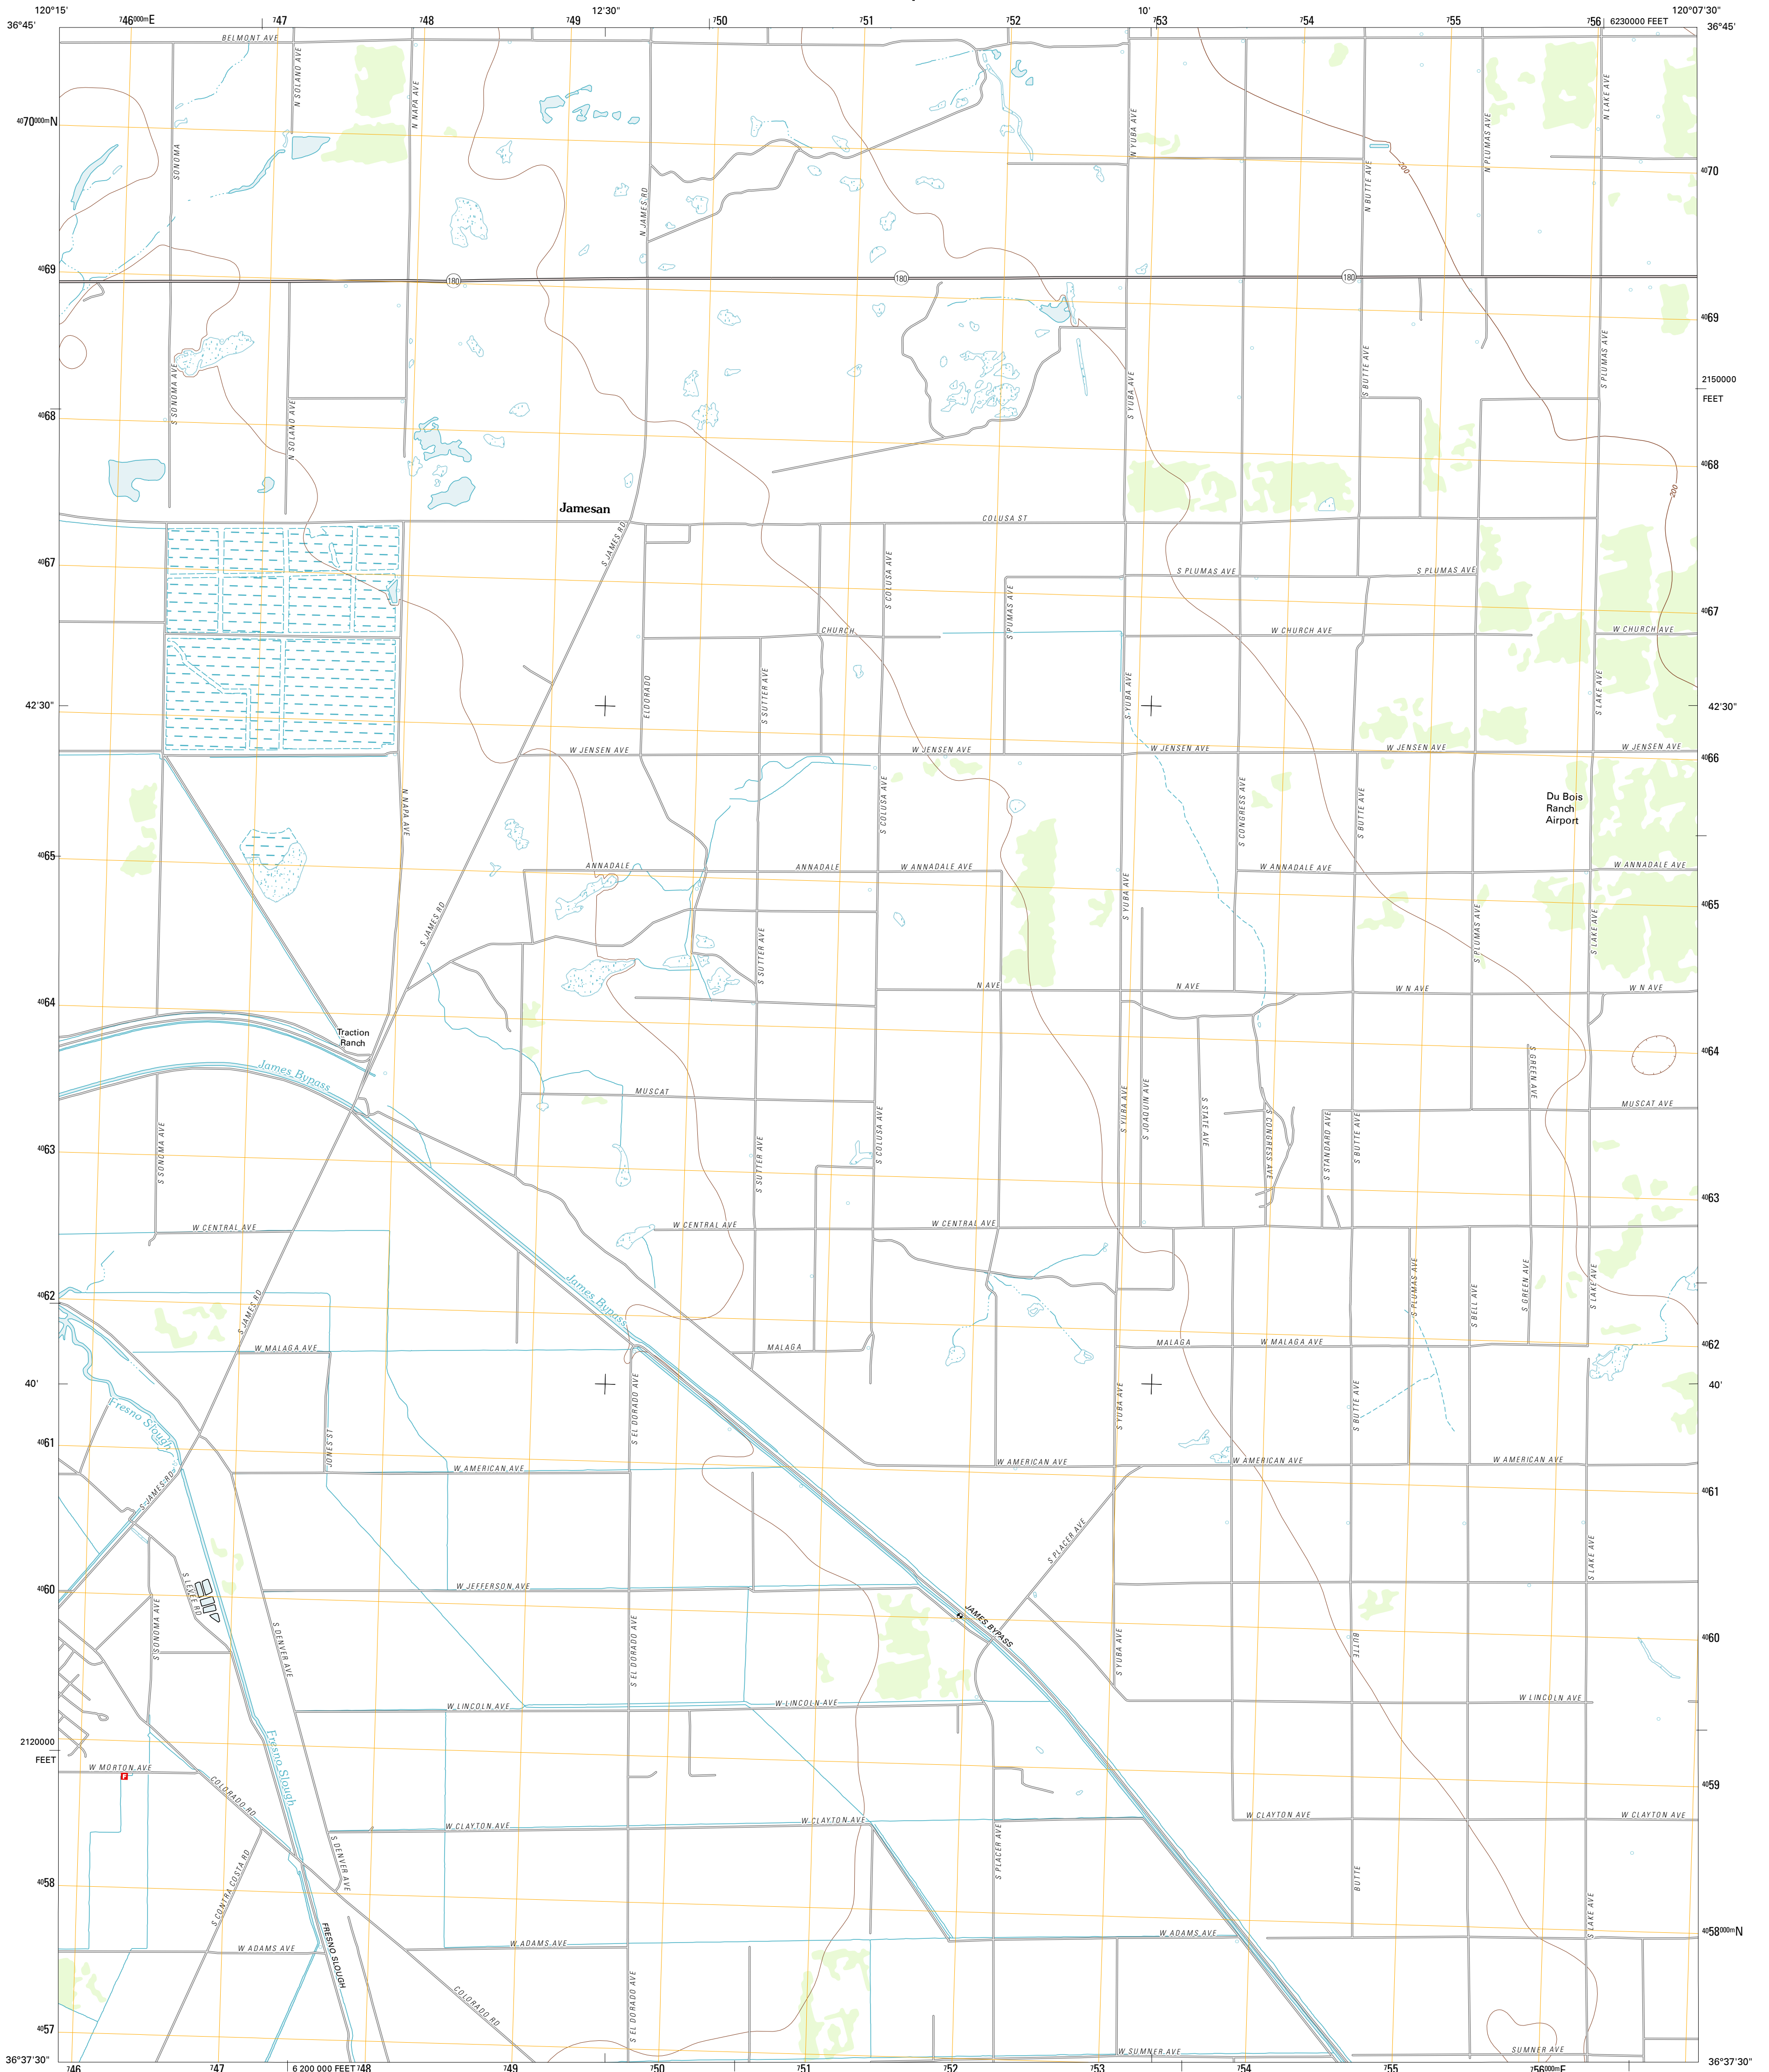 120°15'
⁷46⁰⁰⁰ᵐE
⁷47
⁷48
⁷49
12'30"
⁷50
⁷51
⁷52
10'
⁷53
⁷54
⁷55
⁷56
6230000 FEET
120°07'30"
36°45'
36°45'
BELMONT AVE
N SOLANO AVE
N NAPA AVE
N YUBA AVE
N PLUMAS AVE
N LAKE AVE
⁴⁰70⁰⁰⁰ᵐN
SONOMA
N JAMES RD
N BUTTE AVE
200
⁴⁰70
⁴⁰69
180
180
180
⁴⁰69
S SONOMA AVE
N SOLANO AVE
S YUBA AVE
S BUTTE AVE
S PLUMAS AVE
2150000
FEET
⁴⁰68
⁴⁰68
200
Jamesan
COLUSA ST
S JAMES RD
⁴⁰67
S COLUSA AVE
S PUMAS AVE
S PLUMAS AVE
S PLUMAS AVE
⁴⁰67
CHURCH
W CHURCH AVE
W CHURCH AVE
42'30"
ELDORADO
S SUTTER AVE
S YUBA AVE
S LAKE AVE
42'30"
W JENSEN AVE
W JENSEN AVE
W JENSEN AVE
W JENSEN AVE
W JENSEN AVE
⁴⁰66
N NAPA AVE
S COLUSA AVE
S CONGRESS AVE
S BUTTE AVE
Du Bois
Ranch
Airport
⁴⁰65
ANNADALE
ANNADALE
W ANNADALE AVE
W ANNADALE AVE
W ANNADALE AVE
⁴⁰65
S JAMES RD
S SUTTER AVE
S YUBA AVE
S PLUMAS AVE
S LAKE AVE
⁴⁰64
N AVE
N AVE
W N AVE
W N AVE
Traction
Ranch
⁴⁰64
James Bypass
MUSCAT
S GREEN AVE
MUSCAT AVE
⁴⁰63
S SONOMA AVE
S SUTTER AVE
S COLUSA AVE
S YUBA AVE
S JOAQUIN AVE
S STATE AVE
S CONGRESS AVE
S STANDARD AVE
S BUTTE AVE
⁴⁰63
W CENTRAL AVE
W CENTRAL AVE
W CENTRAL AVE
⁴⁰62
S JAMES RD
James Bypass
S PLUMAS AVE
S BELL AVE
S GREEN AVE
S LAKE AVE
W MALAGA AVE
MALAGA
MALAGA
W MALAGA AVE
⁴⁰62
40'
40'
Fresno Slough
JONES ST
S EL DORADO AVE
S YUBA AVE
S BUTTE AVE
⁴⁰61
W AMERICAN AVE
W AMERICAN AVE
W AMERICAN AVE
W AMERICAN AVE
⁴⁰61
S JAMES RD
S PLACER AVE
S LAKE AVE
⁴⁰60
S LEVEE RD
W JEFFERSON AVE
JAMES BYPASS
S SONOMA AVE
S DENVER AVE
S EL DORADO AVE
S YUBA AVE
BUTTE
⁴⁰60
W LINCOLN AVE
W LINCOLN AVE
W LINCOLN AVE
Fresno Slough
2120000
FEET
W MORTON AVE
F
COLORADO RD
⁴⁰59
W CLAYTON AVE
W CLAYTON AVE
W CLAYTON AVE
W CLAYTON AVE
S CONTRA COSTA RD
S DENVER AVE
S PLACER AVE
BUTTE
⁴⁰58
S LAKE AVE
⁴⁰58⁰⁰⁰ᵐN
W ADAMS AVE
FRESNO SLOUGH
W ADAMS AVE
W ADAMS AVE
COLORADO RD
S EL DORADO AVE
⁴⁰57
W SUMNER AVE
SUMNER AVE
36°37'30"
36°37'30"
⁷46
⁷47
6 200 000 FEET
⁷48
⁷49
⁷50
⁷51
⁷52
⁷53
⁷54
⁷55
⁷56⁰⁰⁰ᵐE